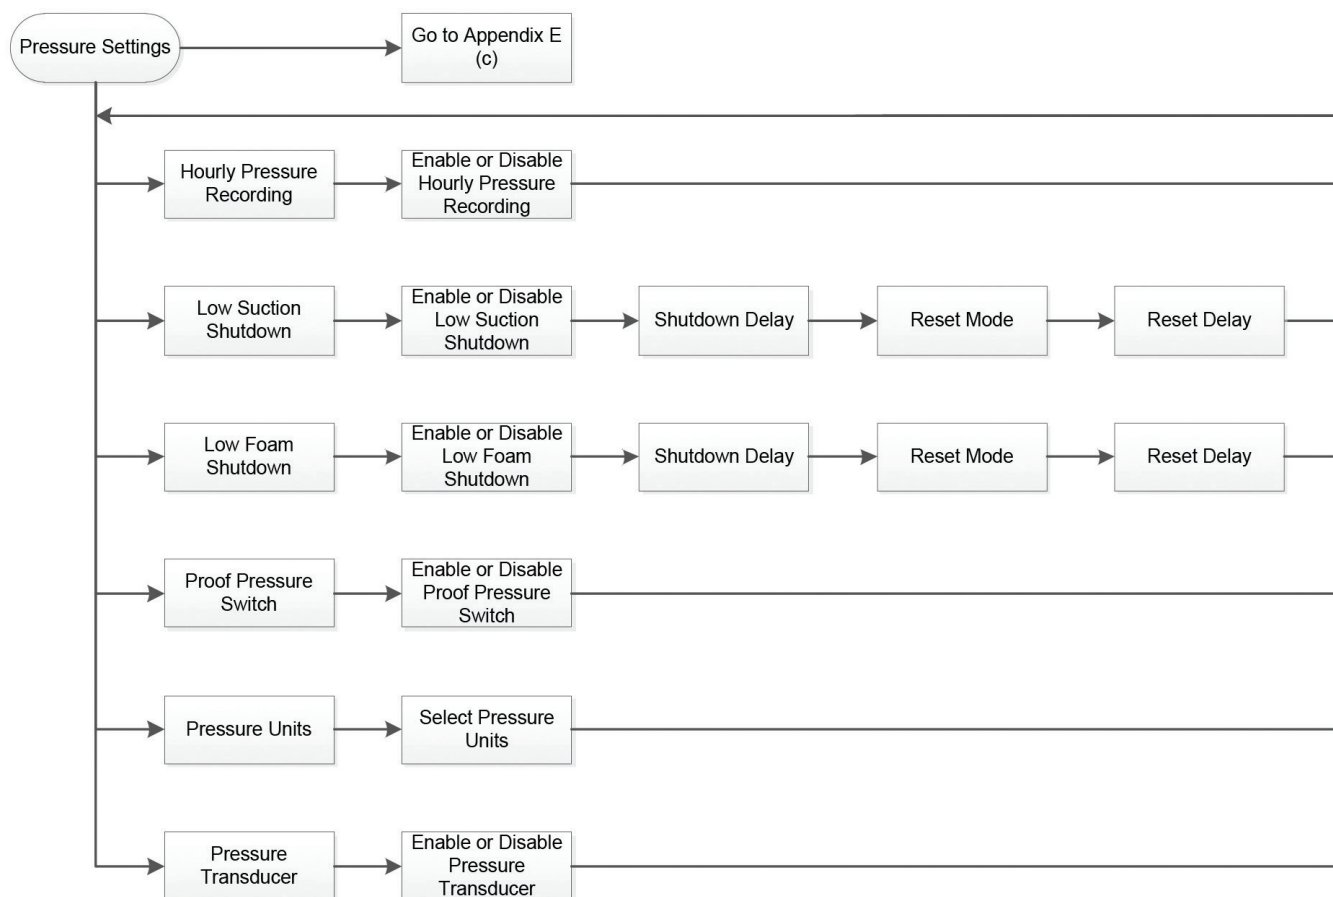 Pressure Settings
Go to Appendix E
(c)
Hourly Pressure
Recording
Enable or Disable
Hourly Pressure
Recording
Low Suction
Shutdown
Enable or Disable
Low Suction
Shutdown
Shutdown Delay
Reset Mode
Reset Delay
Low Foam
Shutdown
Enable or Disable
Low Foam
Shutdown
Shutdown Delay
Reset Mode
Reset Delay
Proof Pressure
Switch
Enable or Disable
Proof Pressure
Switch
Pressure Units
Select Pressure
Units
Pressure
Transducer
Enable or Disable
Pressure
Transducer